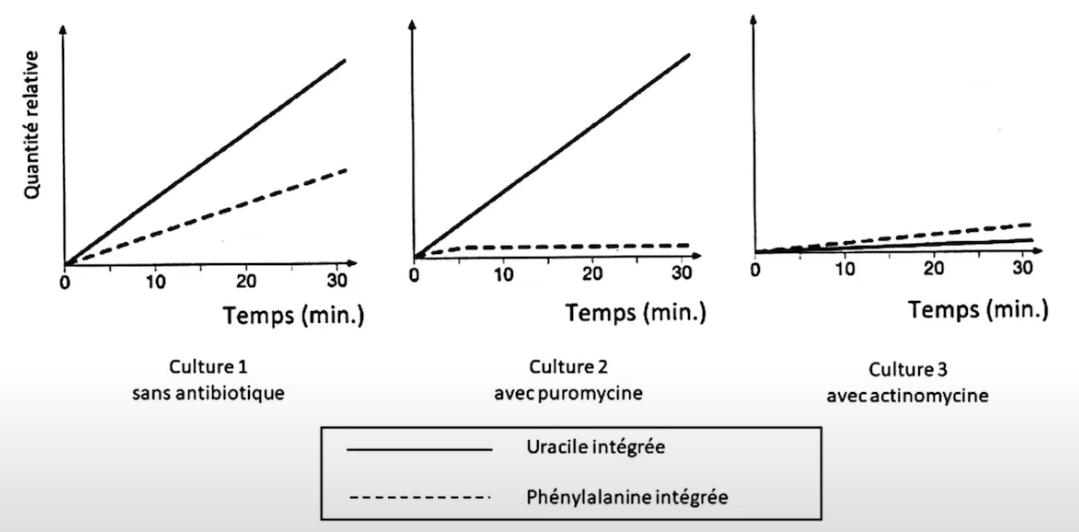 Quantité relative
0 10 20 30
Temps (min.)
Culture 1
sans antibiotique
0 10 20 30
Temps (min.)
Culture 2
avec puromycine
0 10 20 30
Temps (min.)
Culture 3
avec actinomycine
Uracile intégrée
Phénylalanine intégrée